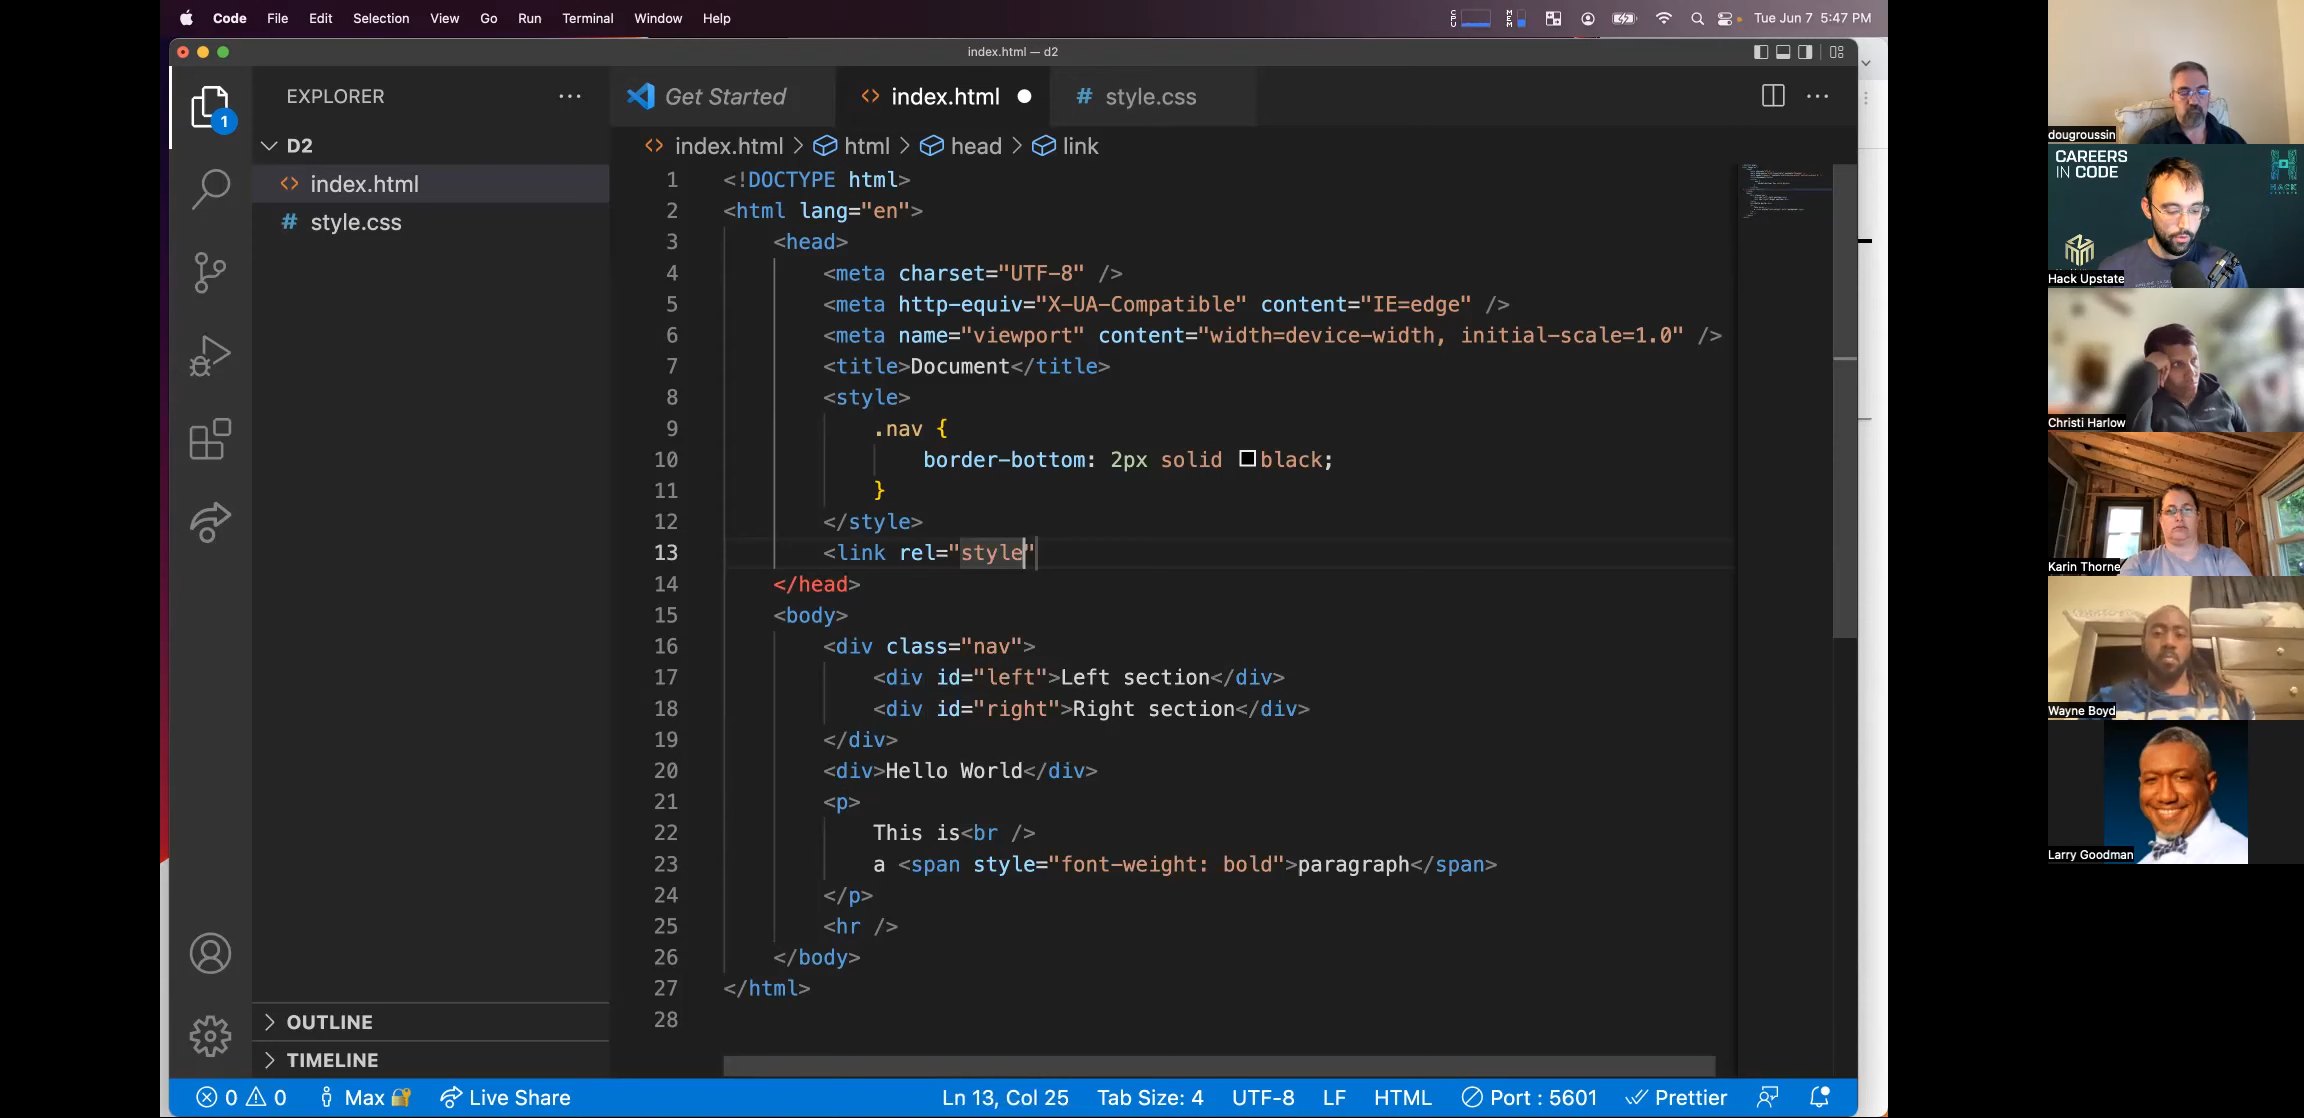 Code File Edit Selection View Go Run Terminal Window Help
CPU MEM Tue Jun 7 5:47 PM
index.html — d2
EXPLORER
1
D2
index.html
# style.css
OUTLINE
TIMELINE
Get Started
index.html
# style.css
index.html > html > head > link
1 <!DOCTYPE html>
2 <html lang="en">
3 <head>
4 <meta charset="UTF-8" />
5 <meta http-equiv="X-UA-Compatible" content="IE=edge" />
6 <meta name="viewport" content="width=device-width, initial-scale=1.0" />
7 <title>Document</title>
8 <style>
9 .nav {
10 border-bottom: 2px solid black;
11 }
12 </style>
13 <link rel="style"
14 </head>
15 <body>
16 <div class="nav">
17 <div id="left">Left section</div>
18 <div id="right">Right section</div>
19 </div>
20 <div>Hello World</div>
21 <p>
22 This is<br />
23 a <span style="font-weight: bold">paragraph</span>
24 </p>
25 <hr />
26 </body>
27 </html>
28
0 0 Max Live Share Ln 13, Col 25 Tab Size: 4 UTF-8 LF HTML Port : 5601 Prettier
dougroussin
CAREERS
IN CODE
HACK
UPSTATE
Hack Upstate
Christi Harlow
Karin Thorne
Wayne Boyd
Larry Goodman